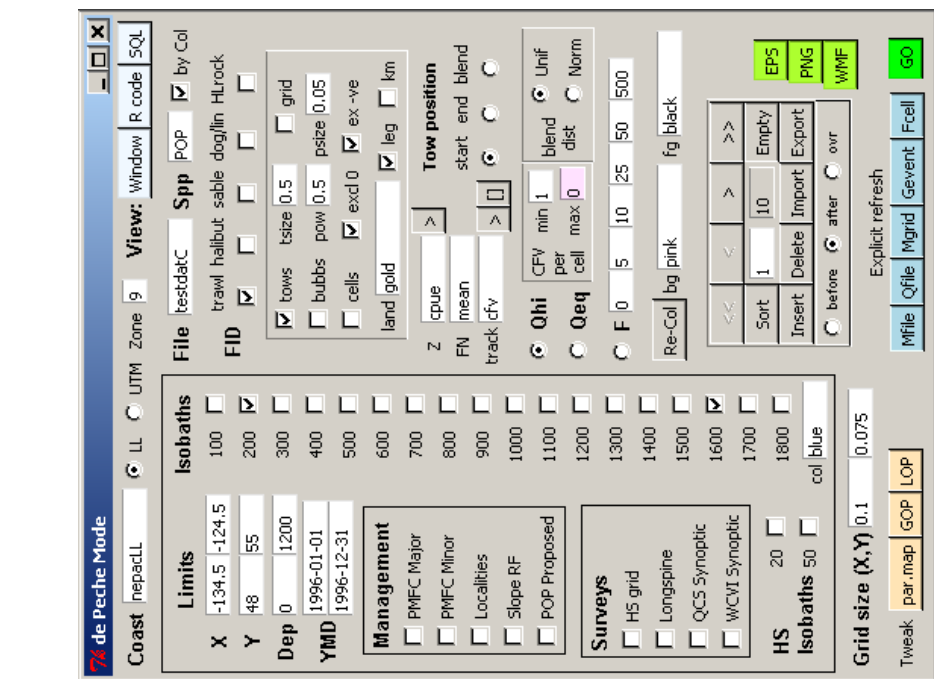 7% de Peche Mode
Coast nepacLL LL UTM Zone 9 View: Window R code SQL
Limits
X -134.5 -124.5
Y 48 55
Dep 0 1200
YMD 1996-01-01
1996-12-31
Management
PMFC Major
PMFC Minor
Localities
Slope RF
POP Proposed
Surveys
HS grid
Longspine
QCS Synoptic
WCVI Synoptic
HS 20
Isobaths 50
Isobaths
100
200
300
400
500
600
700
800
900
1000
1100
1200
1300
1400
1500
1600
1700
1800
col blue
File testdatC Spp POP by Col
trawl halibut sable dog/lin HLrock
FID
tows tsize 0.5 grid
bubbs pow 0.5 psize 0.05
cells excl 0 ex -ve
land gold leg km
Z cpue >
FN mean
track cfv > []
Tow position
start end blend
Qhi
Qeq
CFV per cell
min 1
max 0
blend dist
Unif
Norm
F 0 5 10 25 50 500
Re-Col bg pink fg black
<< < > >>
Sort 1 10 Empty
Insert Delete Import Export
before after ovr
EPS
PNG
WMF
Explicit refresh
Grid size (X,Y) 0.1 0.075
Tweak par.map GOP LOP Mfile Qfile Mgrid Gevent Fcell GO